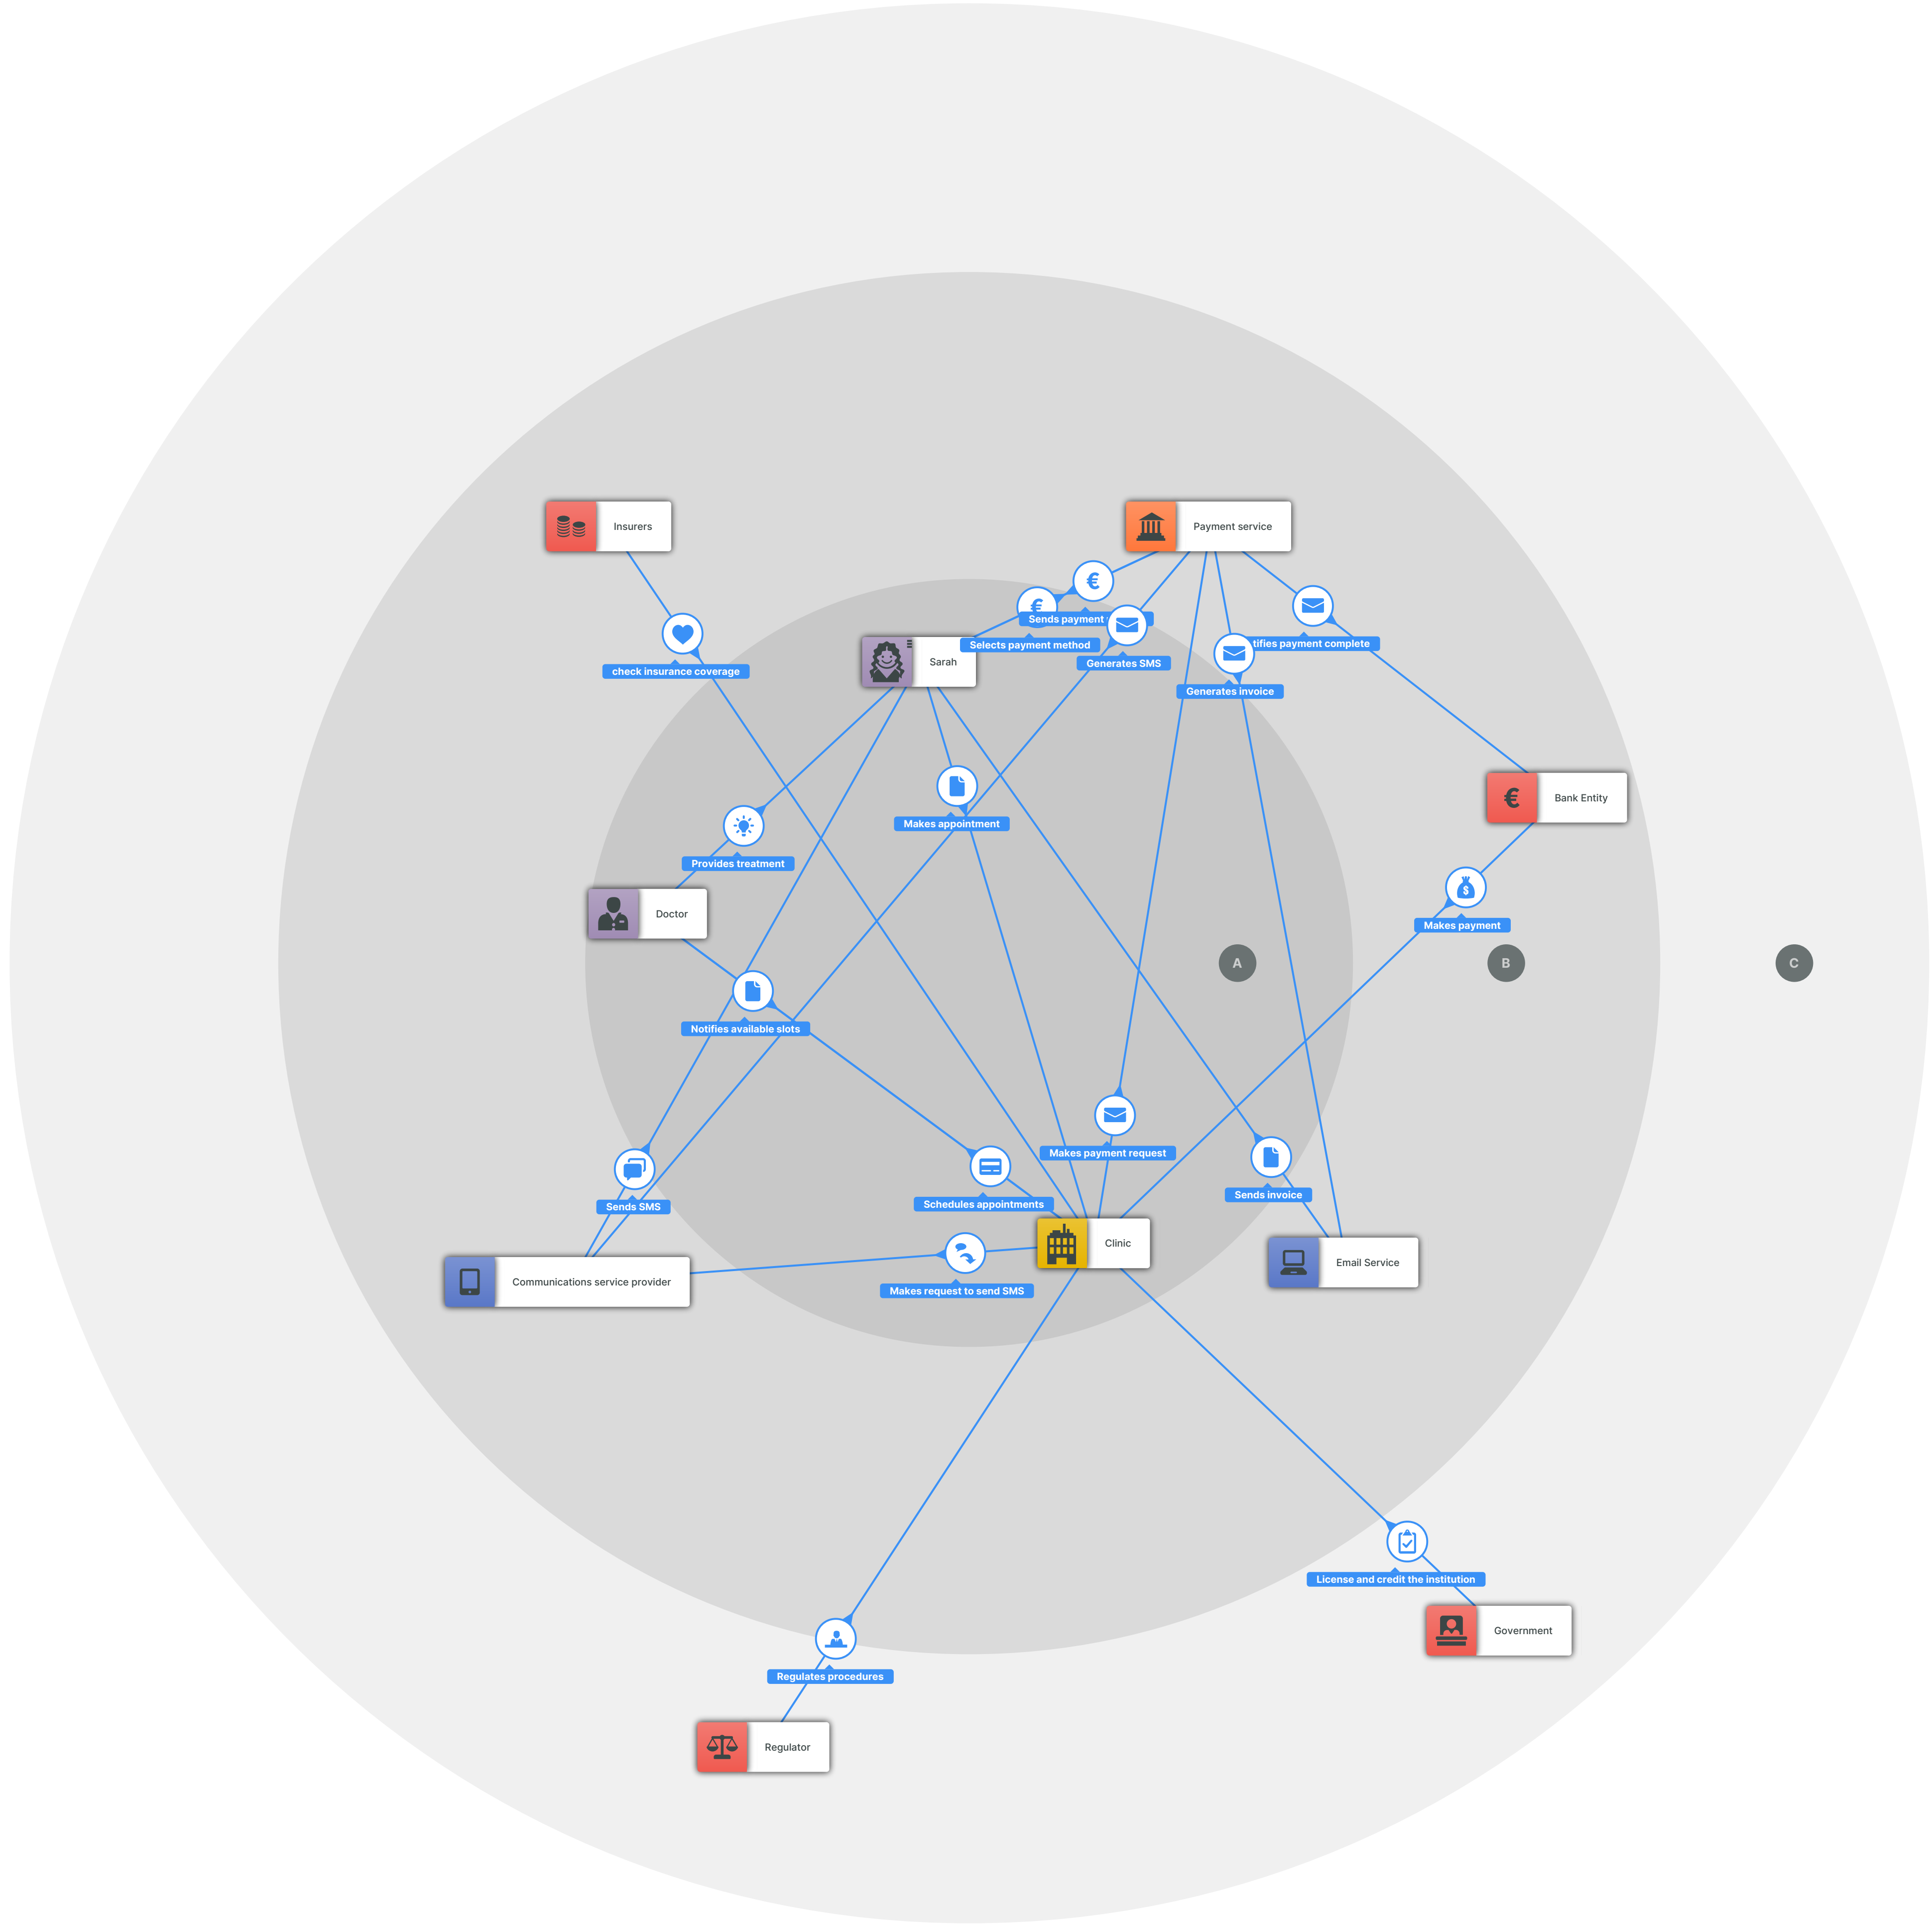 Insurers
Payment service
€
€
Sends payment
tifies payment complete
Selects payment method
Sarah
Generates SMS
check insurance coverage
Generates invoice
€
Bank Entity
Makes appointment
Provides treatment
$
Doctor
Makes payment
A
B
C
Notifies available slots
Makes payment request
Sends invoice
Schedules appointments
Sends SMS
Clinic
Email Service
Communications service provider
Makes request to send SMS
License and credit the institution
Government
Regulates procedures
Regulator